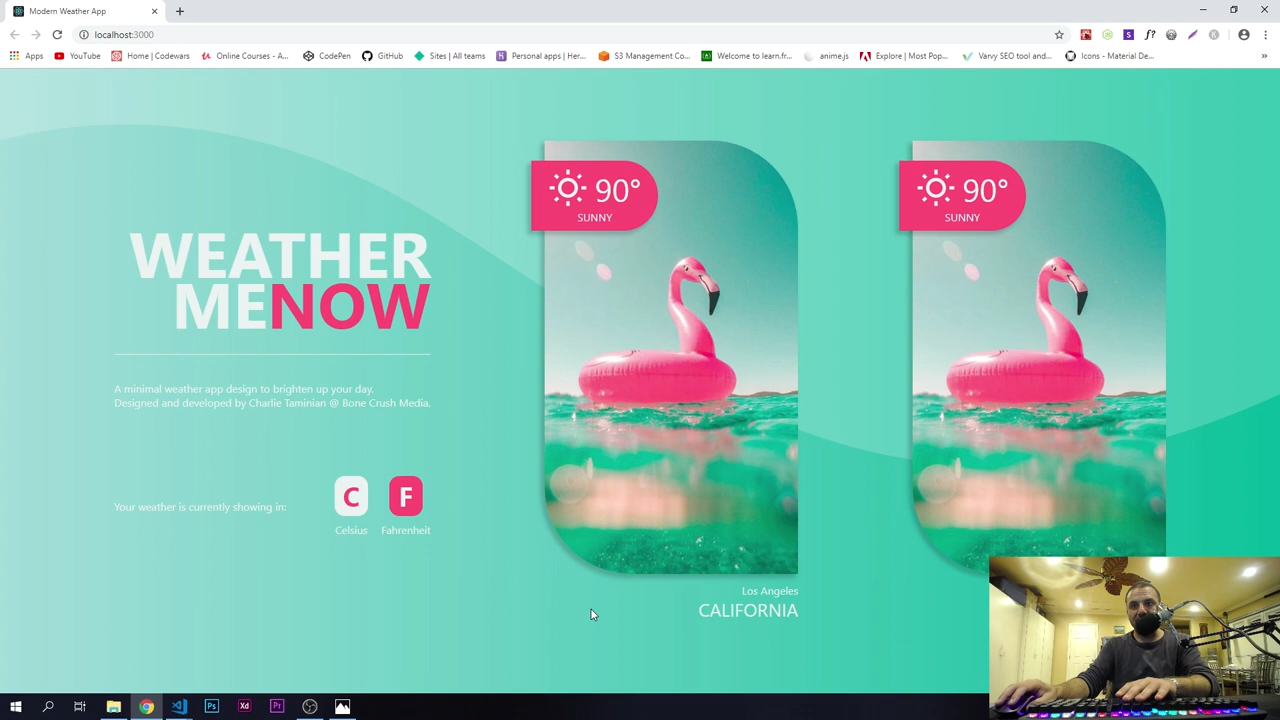 Modern Weather App
localhost:3000
Apps
YouTube
Home | Codewars
Online Courses - A...
CodePen
GitHub
Sites | All teams
Personal apps | Her...
S3 Management Co...
Welcome to learn.fr...
anime.js
Explore | Most Pop...
Varvy SEO tool and...
Icons - Material De...
WEATHER
MENOW
A minimal weather app design to brighten up your day.
Designed and developed by Charlie Taminian @ Bone Crush Media.
Your weather is currently showing in:
C
F
Celsius
Fahrenheit
90°
SUNNY
Los Angeles
CALIFORNIA
90°
SUNNY
Ps
Xd
Pr